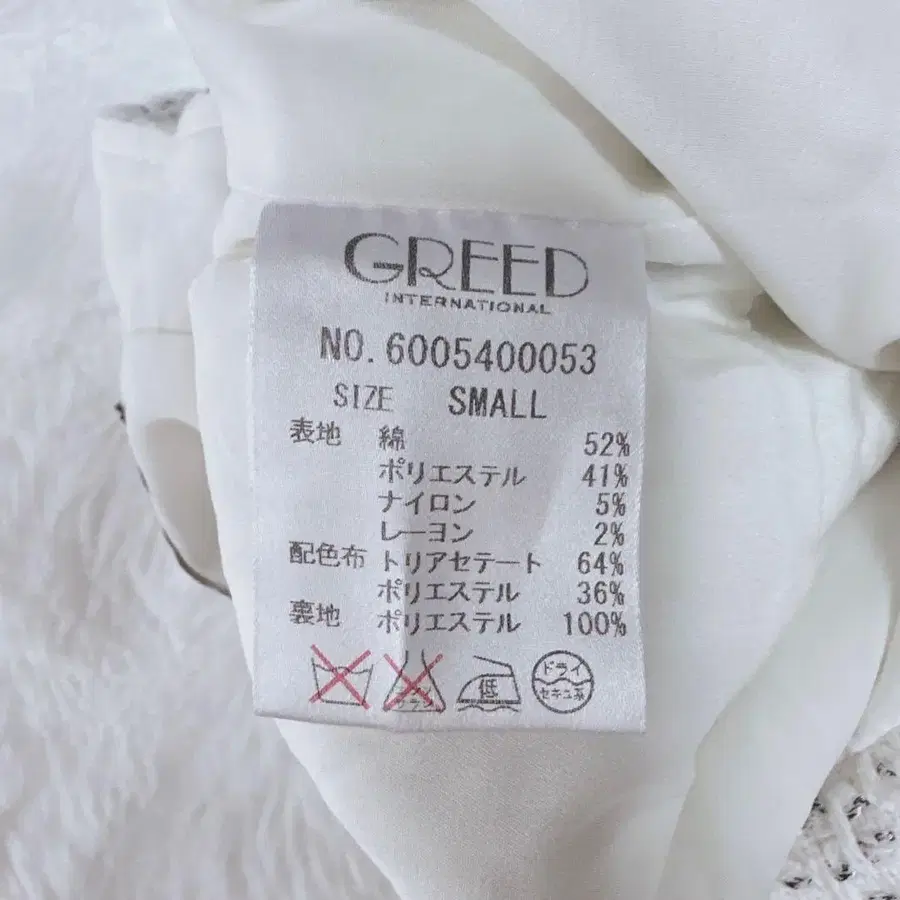 GREED
INTERNATIONAL
NO. 6005400053
SIZE SMALL
表地 綿 52%
ポリエステル 41%
ナイロン 5%
レーヨン 2%
配色布 トリアセテート 64%
ポリエステル 36%
裏地 ポリエステル 100%
低
ドライ
セキユ系